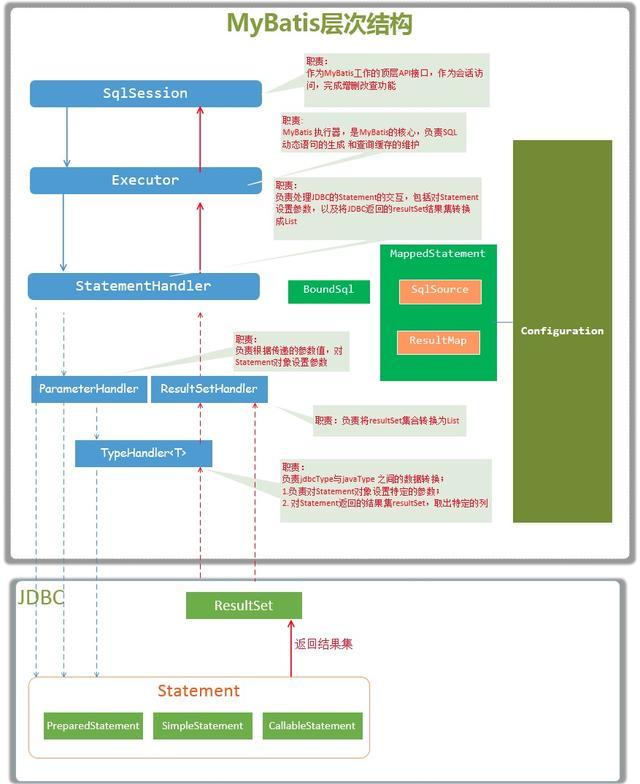 MyBatis层次结构
职责：
作为MyBatis工作的顶层API接口，作为会话访
问，完成增删改查功能
SqlSession
职责：
MyBatis 执行器，是MyBatis的核心，负责SQL
动态语句的生成 和查询缓存的维护
Executor
职责：
负责处理JDBC的Statement的交互，包括对Statement
设置参数，以及将JDBC返回的resultSet结果集转换
成List
StatementHandler
BoundSql
MappedStatement
SqlSource
ResultMap
Configuration
职责：
负责根据传递的参数值，对
Statement对象设置参数
ParameterHandler
ResultSetHandler
职责：负责将resultSet集合转换为List
TypeHandler<T>
职责：
负责jdbcType与javaType 之间的数据转换；
1.负责对Statement对象设置特定的参数；
2. 对Statement返回的结果集resultSet，取出特定的列
JDBC
ResultSet
返回结果集
Statement
PreparedStatement
SimpleStatement
CallableStatement